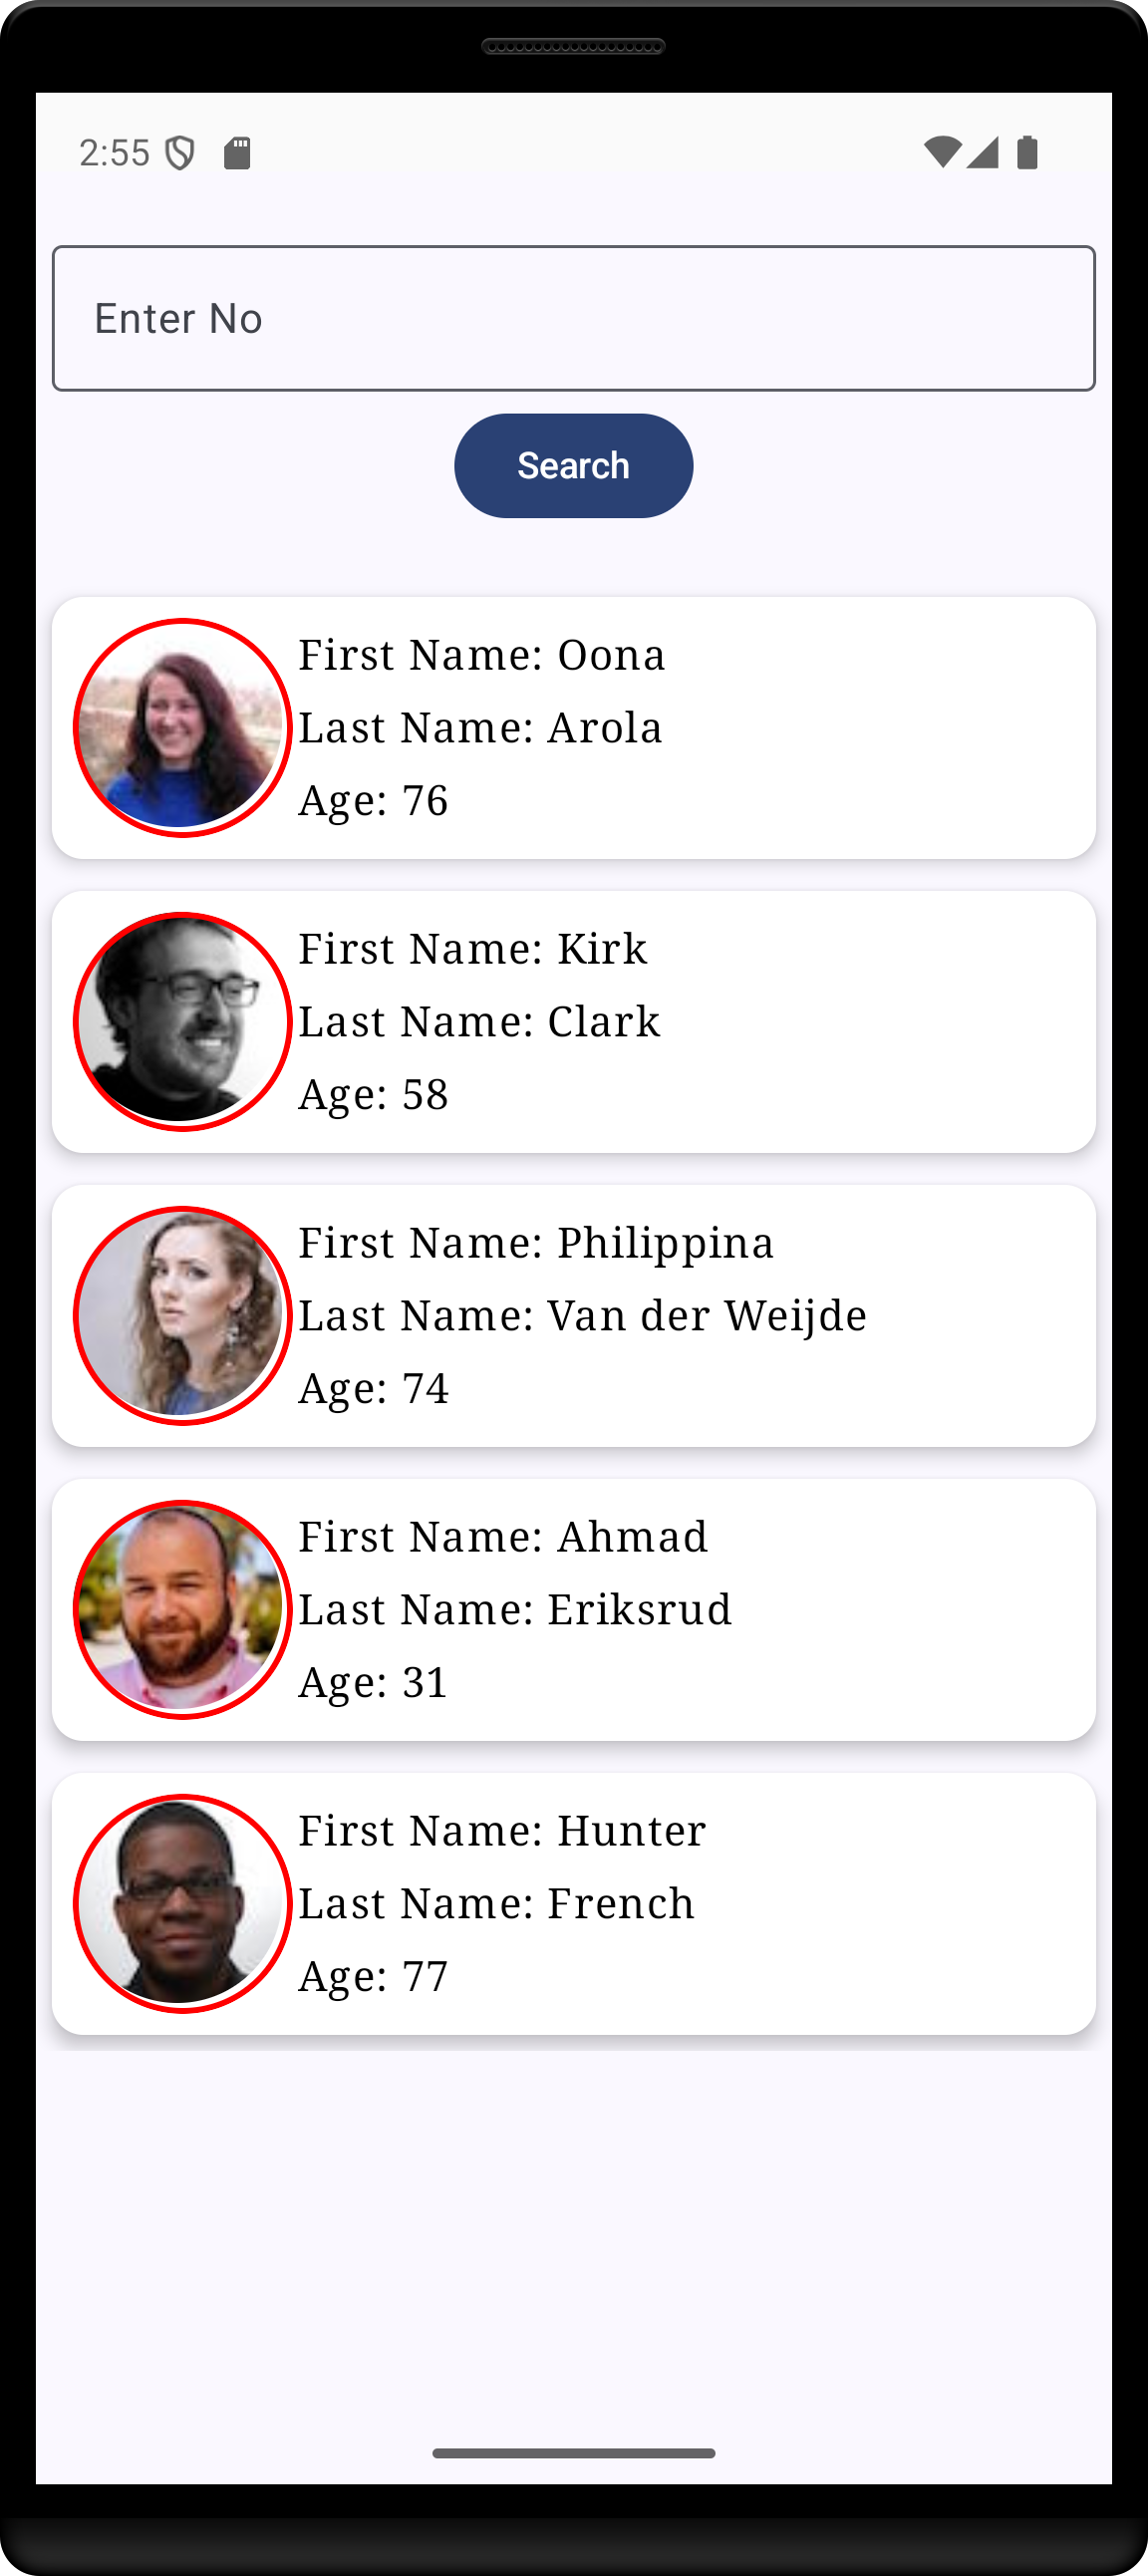 2:55
Enter No
Search
First Name: Oona
Last Name: Arola
Age: 76
First Name: Kirk
Last Name: Clark
Age: 58
First Name: Philippina
Last Name: Van der Weijde
Age: 74
First Name: Ahmad
Last Name: Eriksrud
Age: 31
First Name: Hunter
Last Name: French
Age: 77